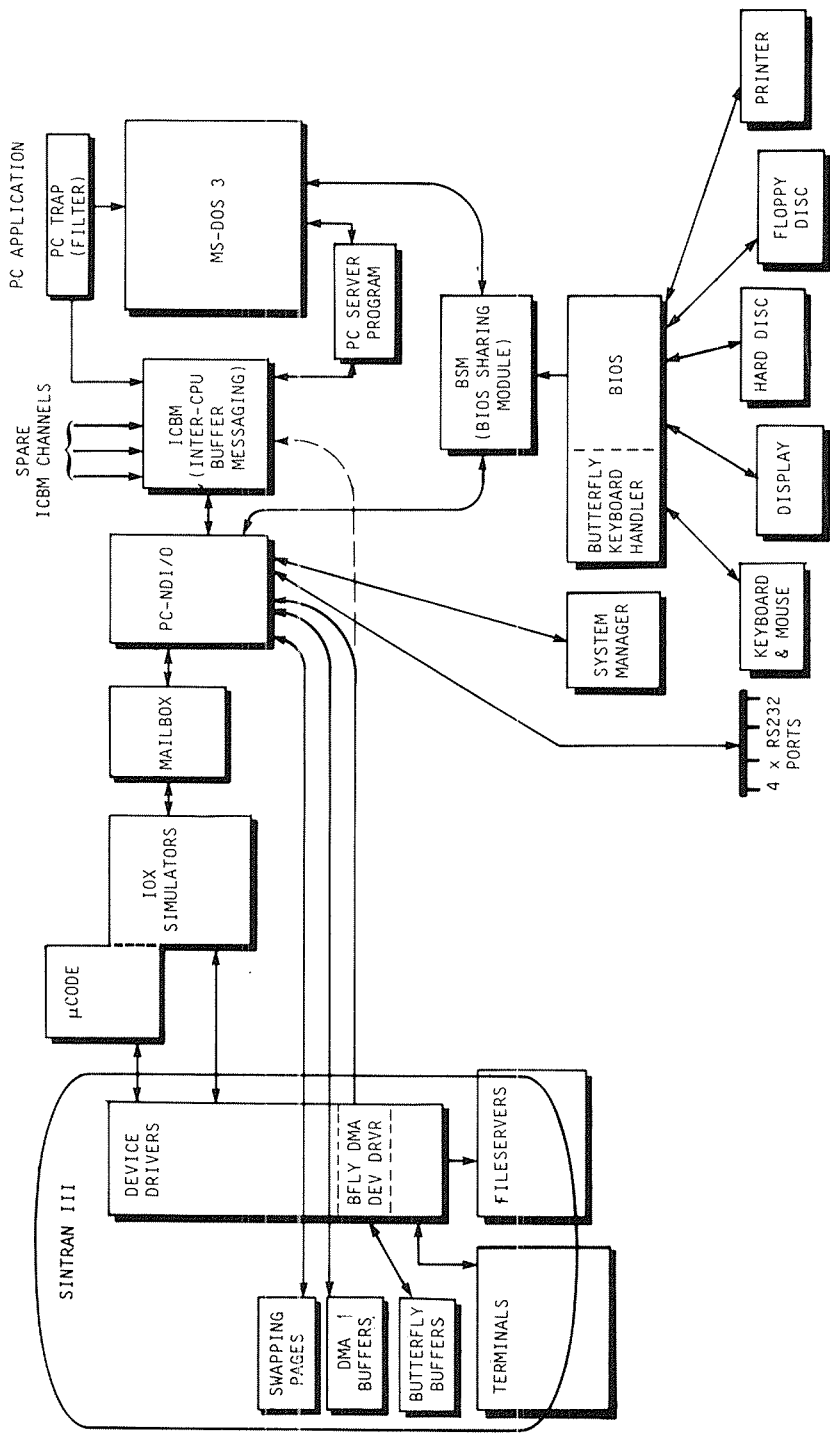 SINTRAN III
DEVICE
DRIVERS
BFLY DMA
DEV DRVR
SWAPPING
PAGES
DMA
BUFFERS
BUTTERFLY
BUFFERS
TERMINALS
FILESERVERS
µCODE
IOX
SIMULATORS
MAILBOX
PC-NDI/O
SPARE
ICBM CHANNELS
ICBM
(INTER-CPU
BUFFER
MESSAGING)
PC APPLICATION
PC TRAP
(FILTER)
MS-DOS 3
PC SERVER
PROGRAM
BSM
(BIOS SHARING
MODULE)
SYSTEM
MANAGER
BUTTERFLY
KEYBOARD
HANDLER
BIOS
4 x RS232
PORTS
KEYBOARD
& MOUSE
DISPLAY
HARD DISC
FLOPPY
DISC
PRINTER